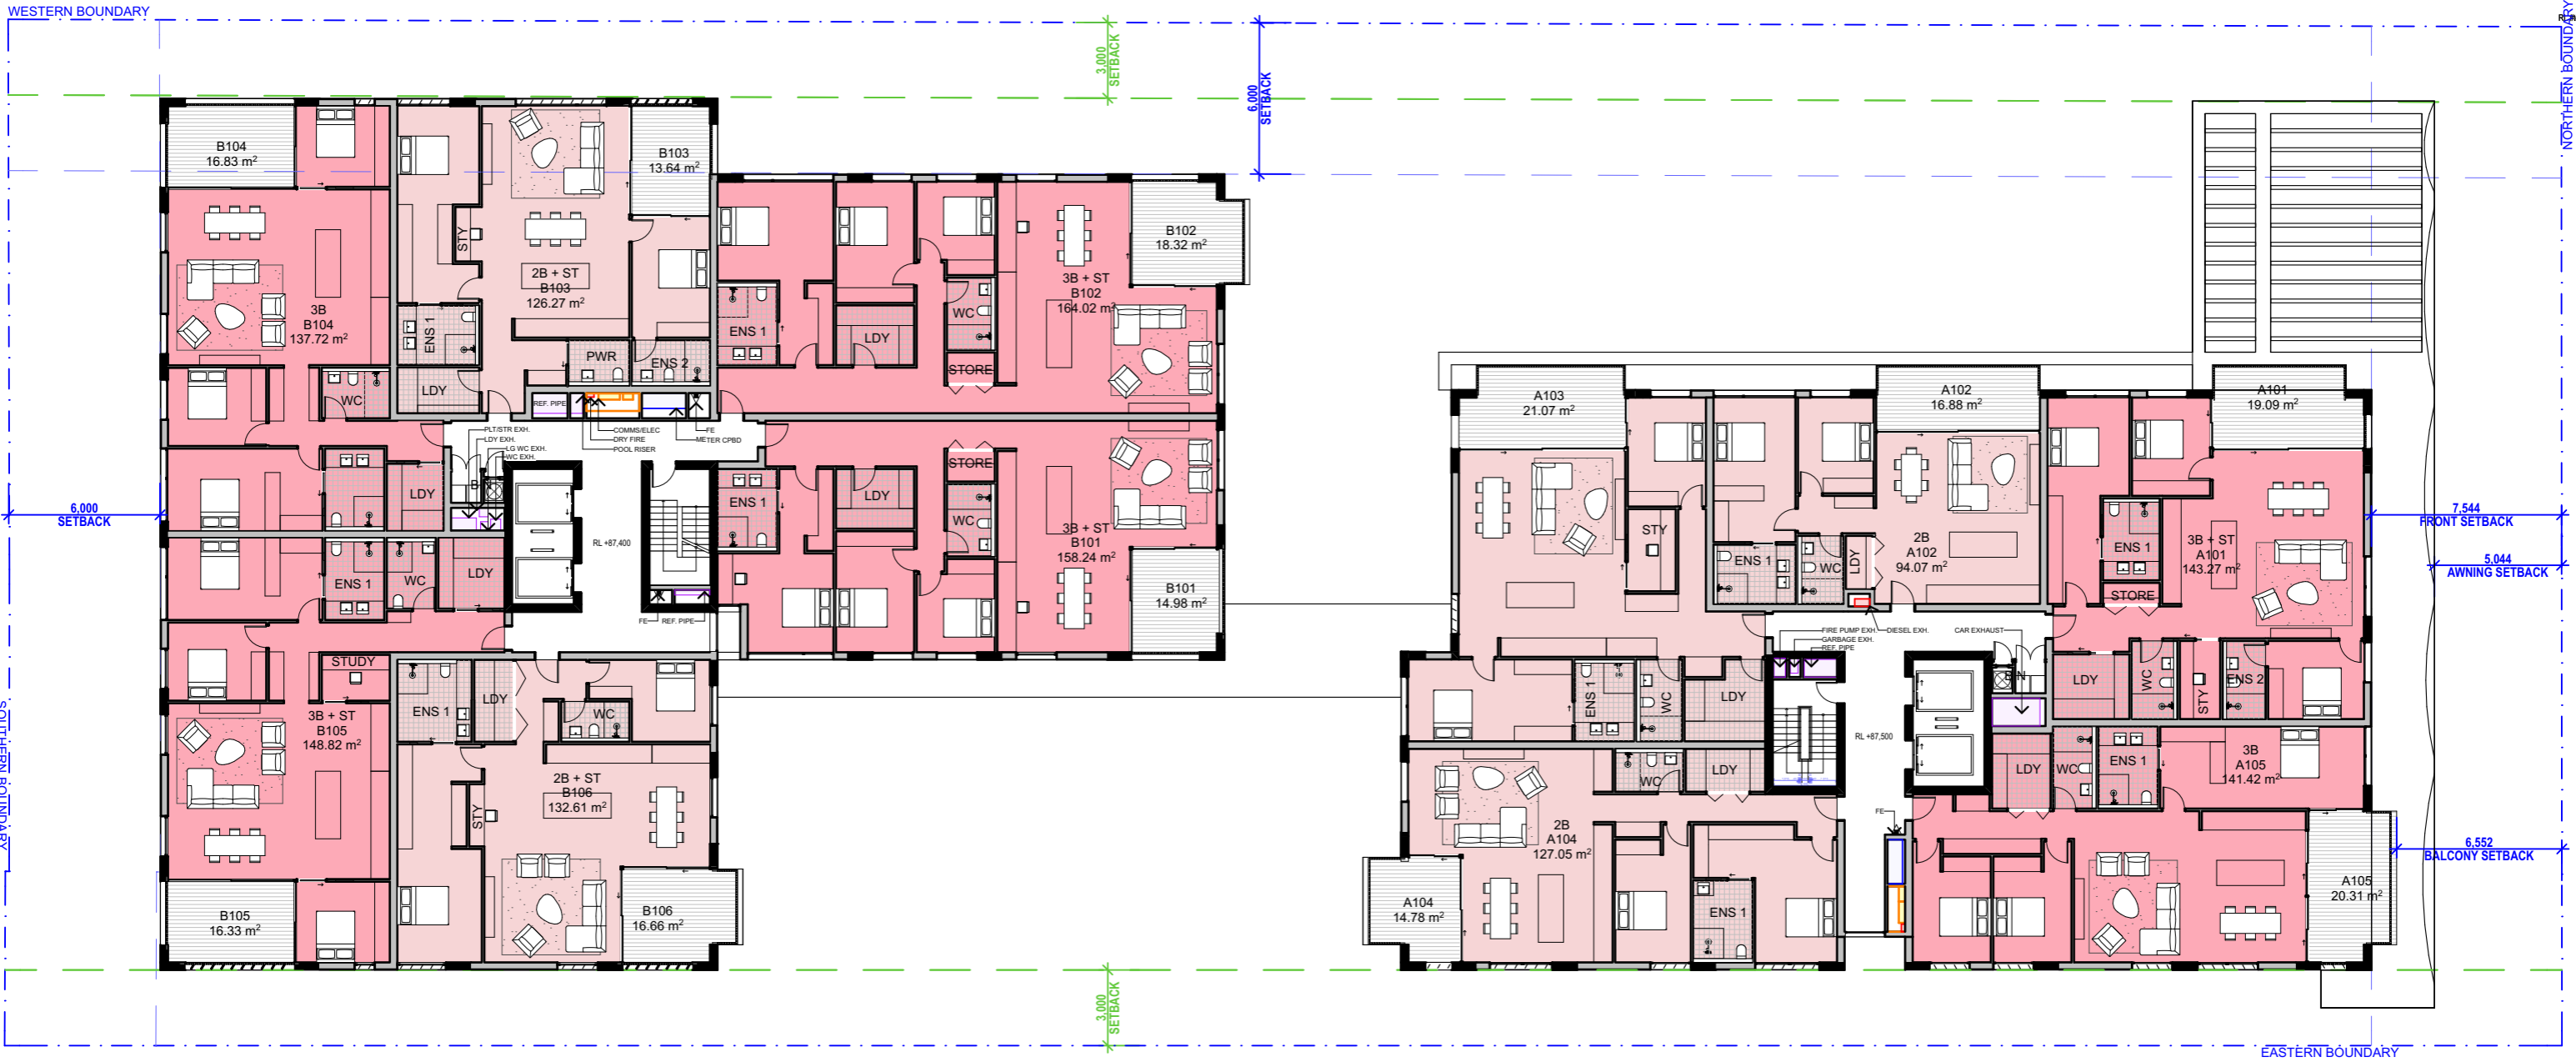 WESTERN BOUNDARY
NORTHERN BOUNDARY
3,000
SETBACK
6,000
SETBACK
B104
16.83 m²
B103
13.64 m²
B102
18.32 m²
STY
2B + ST
B103
126.27 m²
3B + ST
B102
164.02 m²
3B
B104
137.72 m²
ENS 1
PWR
ENS 2
ENS 1
LDY
WC
STORE
WC
LDY
REF. PIPE
PLT/STR EXH.
LDY EXH.
LG WC EXH.
WC EXH.
COMMS/ELEC
DRY FIRE
POOL RISER
FE
METER CPBD
A103
21.07 m²
A102
16.88 m²
A101
19.09 m²
6,000
SETBACK
LDY
RL +87,400
ENS 1
LDY
STORE
WC
3B + ST
B101
158.24 m²
B101
14.98 m²
ENS 1
WC
LDY
FE
REF. PIPE
STY
ENS 1
WC
LDY
2B
A102
94.07 m²
ENS 1
STORE
3B + ST
A101
143.27 m²
7,544
FRONT SETBACK
5,044
AWNING SETBACK
FIRE PUMP EXH.
GARBAGE EXH.
REF. PIPE
DIESEL EXH.
CAR EXHAUST
BIN
STUDY
3B + ST
B105
148.82 m²
ENS 1
LDY
WC
STY
2B + ST
B106
132.61 m²
B105
16.33 m²
B106
16.66 m²
ENS 1
WC
LDY
LDY
WC
STY
ENS 2
RL +87,500
WC
LDY
2B
A104
127.05 m²
A104
14.78 m²
ENS 1
FE
LDY
WC
ENS 1
3B
A105
141.42 m²
A105
20.31 m²
6,552
BALCONY SETBACK
SOUTHERN BOUNDARY
3,000
SETBACK
EASTERN BOUNDARY